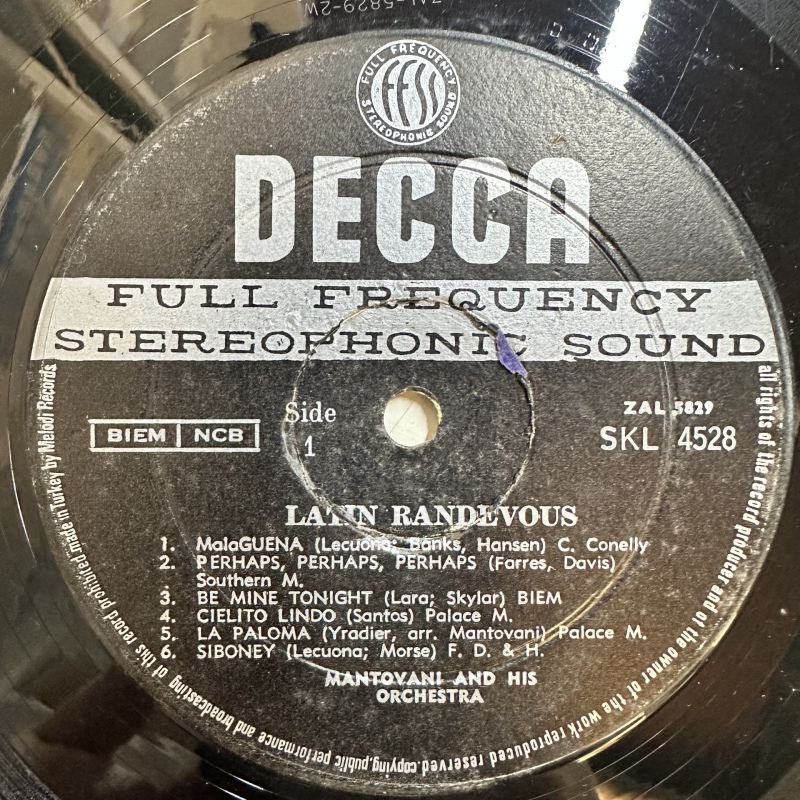 ZAL-5829-2W
FULL FREQUENCY
FFSS
STEREOPHONIC SOUND
DECCA
FULL FREQUENCY
STEREOPHONIC SOUND
BIEM | NCB
Side
1
ZAL 5829
SKL 4528
LATIN RANDEVOUS
1. MalaGUENA (Lecuona; Banks, Hansen) C. Conelly
2. PERHAPS, PERHAPS, PERHAPS (Farres, Davis)
Southern M.
3. BE MINE TONIGHT (Lara; Skylar) BIEM
4. CIELITO LINDO (Santos) Palace M.
5. LA PALOMA (Yradier, arr. Mantovani) Palace M.
6. SIBONEY (Lecuona; Morse) F. D. & H.
MANTOVANI AND HIS
ORCHESTRA
all rights of the record producer and of the owner of the work reproduced reserved.copying,public performance and broadcasting of this record prohibited made in Turkey by Melodi Records